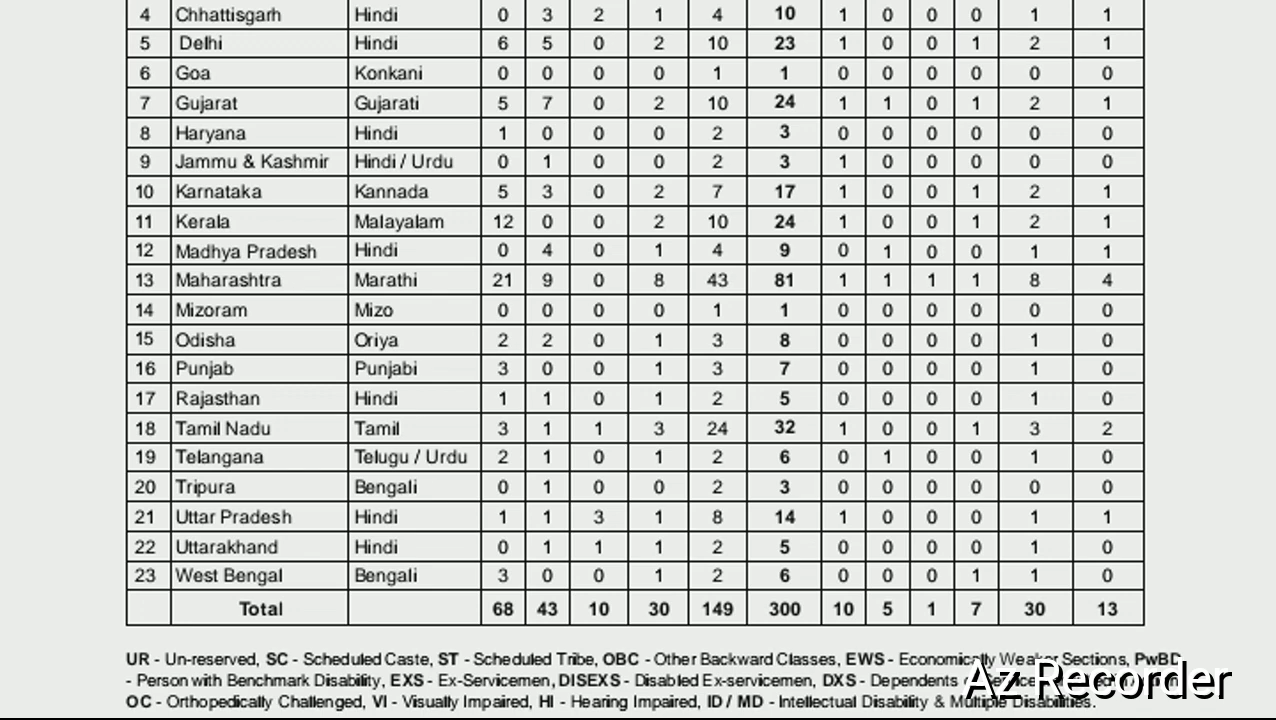 4 Chhattisgarh Hindi 0 3 2 1 4 10 1 0 0 0 1 1
5 Delhi Hindi 6 5 0 2 10 23 1 0 0 1 2 1
6 Goa Konkani 0 0 0 0 1 1 0 0 0 0 0 0
7 Gujarat Gujarati 5 7 0 2 10 24 1 1 0 1 2 1
8 Haryana Hindi 1 0 0 0 2 3 0 0 0 0 0 0
9 Jammu & Kashmir Hindi / Urdu 0 1 0 0 2 3 1 0 0 0 0 0
10 Karnataka Kannada 5 3 0 2 7 17 1 0 0 1 2 1
11 Kerala Malayalam 12 0 0 2 10 24 1 0 0 1 2 1
12 Madhya Pradesh Hindi 0 4 0 1 4 9 0 1 0 0 1 1
13 Maharashtra Marathi 21 9 0 8 43 81 1 1 1 1 8 4
14 Mizoram Mizo 0 0 0 0 1 1 0 0 0 0 0 0
15 Odisha Oriya 2 2 0 1 3 8 0 0 0 0 1 0
16 Punjab Punjabi 3 0 0 1 3 7 0 0 0 0 1 0
17 Rajasthan Hindi 1 1 0 1 2 5 0 0 0 0 1 0
18 Tamil Nadu Tamil 3 1 1 3 24 32 1 0 0 1 3 2
19 Telangana Telugu / Urdu 2 1 0 1 2 6 0 1 0 0 1 0
20 Tripura Bengali 0 1 0 0 2 3 0 0 0 0 0 0
21 Uttar Pradesh Hindi 1 1 3 1 8 14 1 0 0 0 1 1
22 Uttarakhand Hindi 0 1 1 1 2 5 0 0 0 0 1 0
23 West Bengal Bengali 3 0 0 1 2 6 0 0 0 1 1 0
Total 68 43 10 30 149 300 10 5 1 7 30 13
UR - Un-reserved, SC - Scheduled Caste, ST - Scheduled Tribe, OBC - Other Backward Classes, EWS - Economically Weaker Sections, PwBD
- Person with Benchmark Disability, EXS - Ex-Servicemen, DISEXS - Disabled Ex-servicemen, DXS - Dependents
OC - Orthopedically Challenged, VI - Visually Impaired, HI - Hearing Impaired, ID / MD - Intellectual Disability & Multiple Disabilities.
Az Recorder